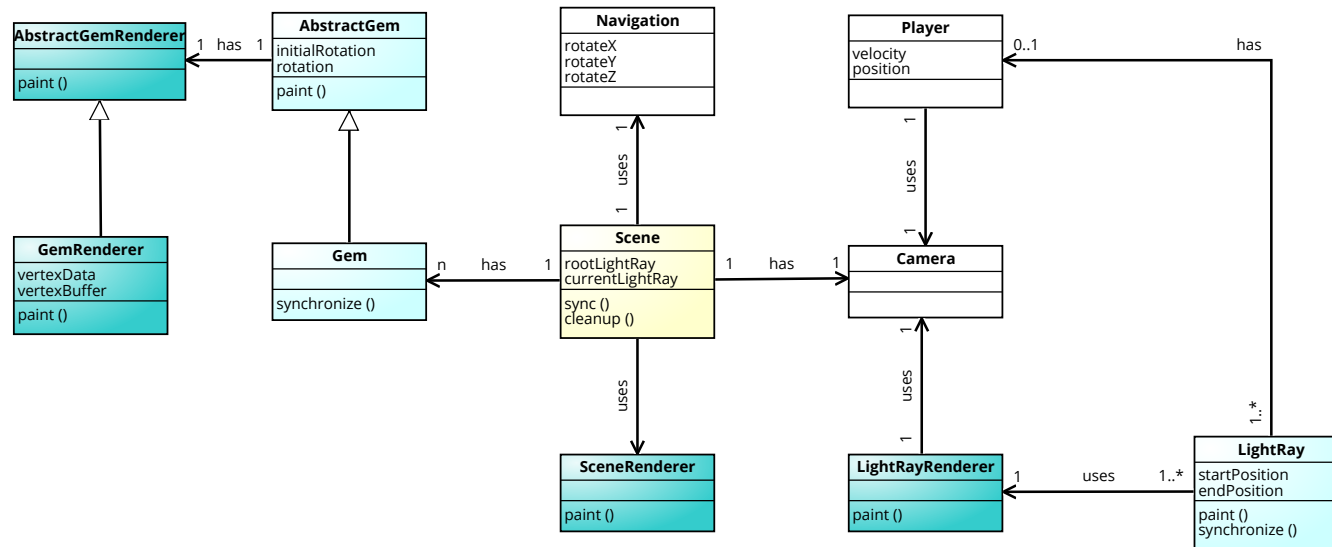 AbstractGemRenderer
paint ()
1 has 1
AbstractGem
initialRotation
rotation
paint ()
Navigation
rotateX
rotateY
rotateZ
Player
velocity
position
0..1 has
1
uses
1
1
uses
1
GemRenderer
vertexData
vertexBuffer
paint ()
Gem
synchronize ()
n has 1
Scene
rootLightRay
currentLightRay
sync ()
cleanup ()
1 has 1
Camera
uses
1
uses
1
1..*
SceneRenderer
paint ()
LightRayRenderer
paint ()
1 uses 1..*
LightRay
startPosition
endPosition
paint ()
synchronize ()